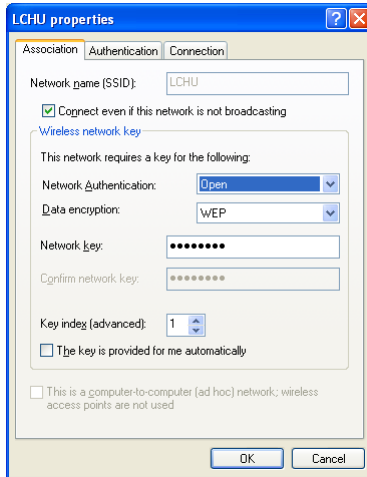 LCHU properties
Association Authentication Connection
Network name (SSID): LCHU
Connect even if this network is not broadcasting
Wireless network key
This network requires a key for the following:
Network Authentication: Open
Data encryption: WEP
Network key: ••••••••
Confirm network key: ••••••••
Key index (advanced): 1
The key is provided for me automatically
This is a computer-to-computer (ad hoc) network; wireless
access points are not used
OK Cancel